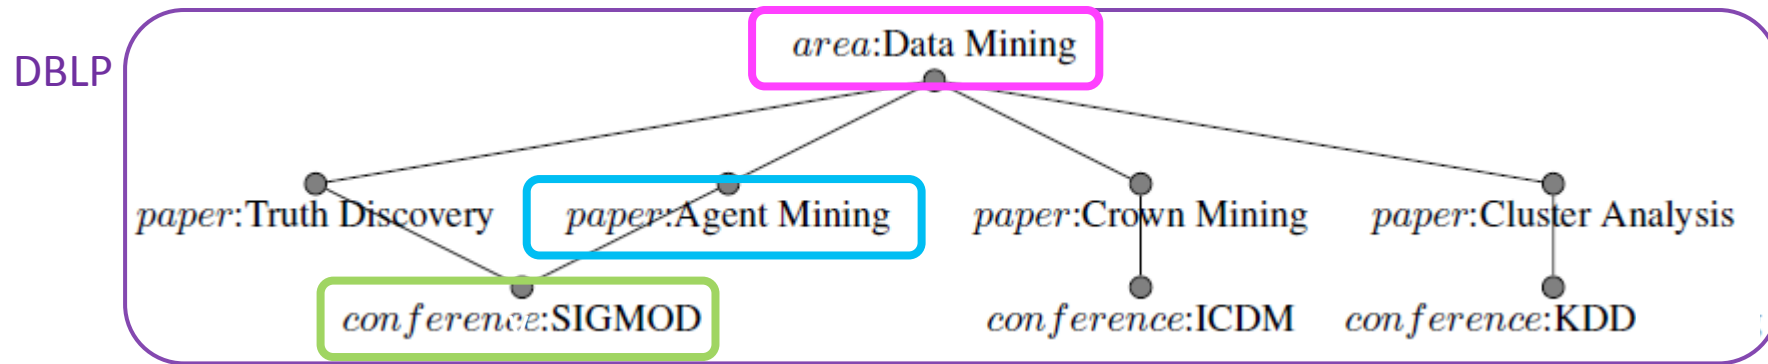 area:Data Mining
DBLP
paper:Truth Discovery
paper:Agent Mining
paper:Crown Mining
paper:Cluster Analysis
conference:SIGMOD
conference:ICDM
conference:KDD